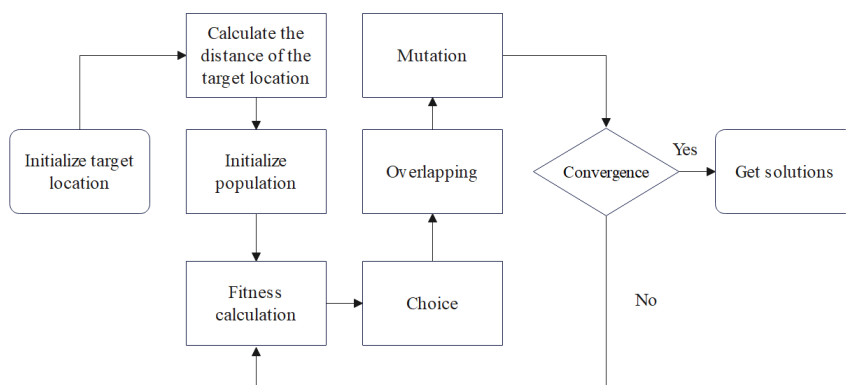 Initialize target
location
Calculate the
distance of the
target location
Initialize
population
Fitness
calculation
Choice
Overlapping
Mutation
Convergence
Yes
Get solutions
No